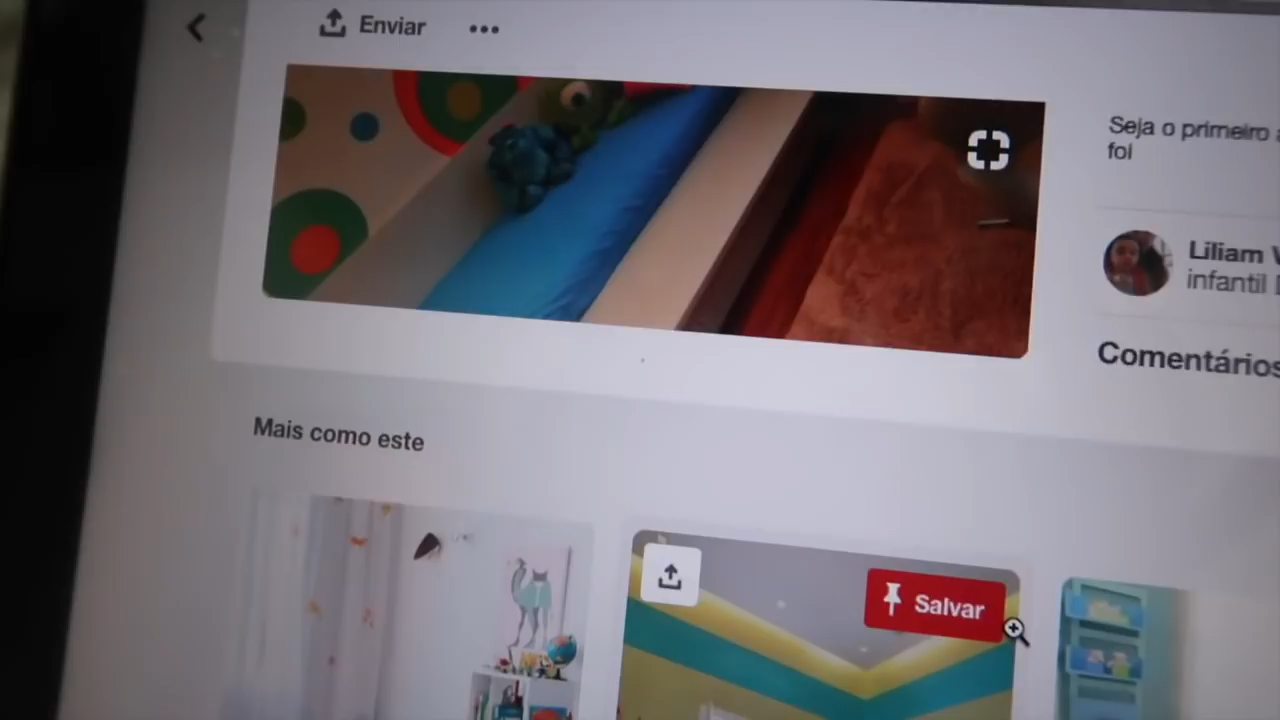 Enviar
Seja o primeiro
foi
Liliam
infantil
Comentários
Mais como este
Salvar